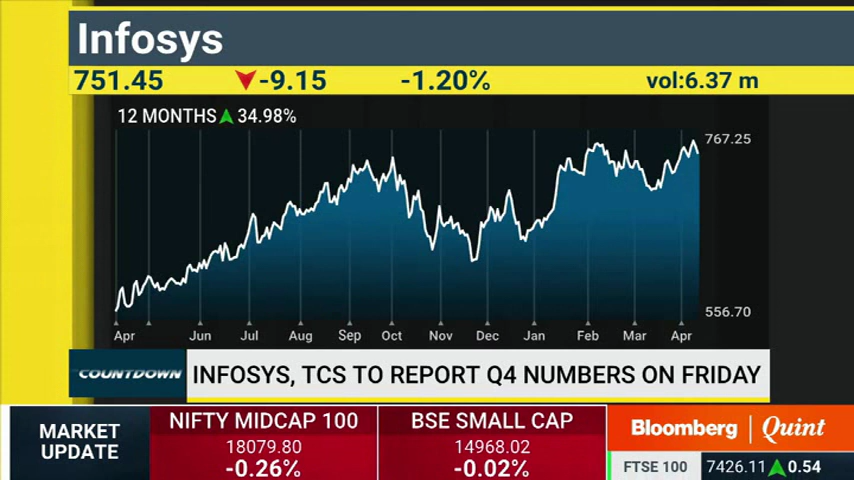 Infosys
751.45 -9.15 -1.20% vol:6.37 m
12 MONTHS 34.98%
767.25
556.70
Apr Jun Jul Aug Sep Oct Nov Dec Jan Feb Mar Apr
COUNTDOWN INFOSYS, TCS TO REPORT Q4 NUMBERS ON FRIDAY
MARKET UPDATE
NIFTY MIDCAP 100
18079.80
-0.26%
BSE SMALL CAP
14968.02
-0.02%
Bloomberg | Quint
FTSE 100 7426.11 0.54